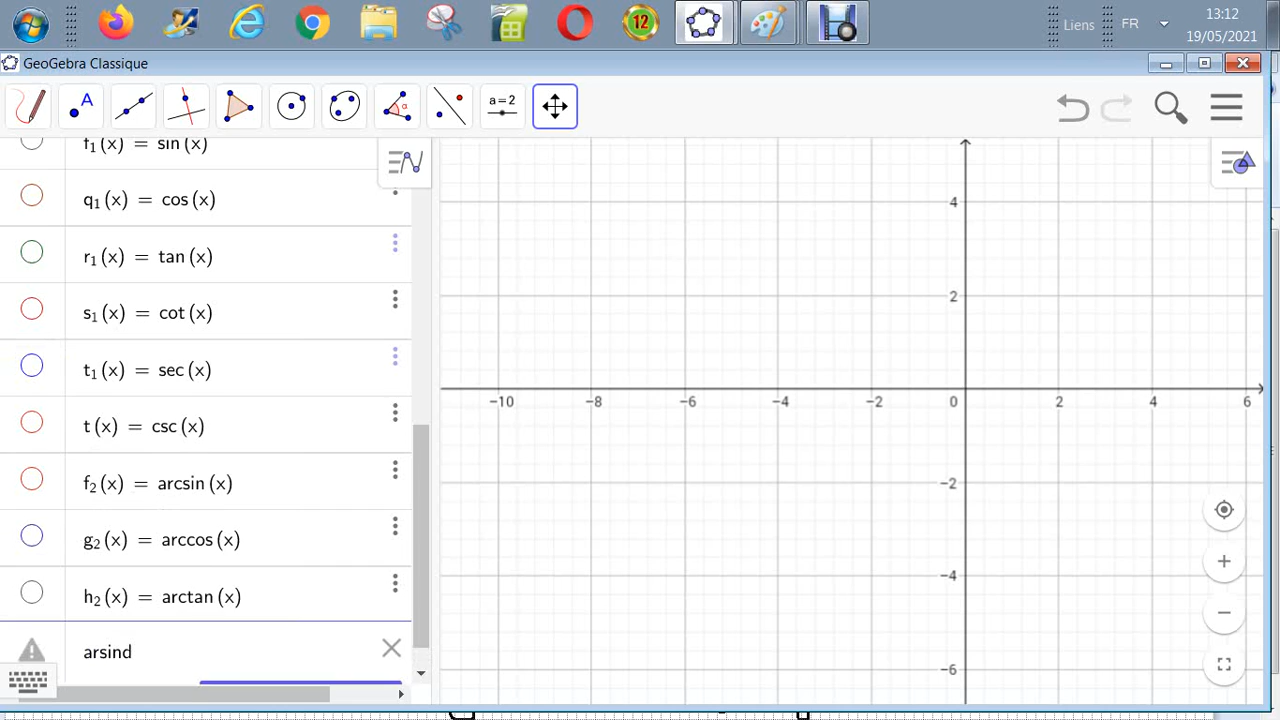 12
Liens
FR
13:12
19/05/2021
GeoGebra Classique
A
α
a=2
f₁(x) = sin(x)
q₁(x) = cos(x)
r₁(x) = tan(x)
s₁(x) = cot(x)
t₁(x) = sec(x)
t(x) = csc(x)
f₂(x) = arcsin(x)
g₂(x) = arccos(x)
h₂(x) = arctan(x)
arsind
4
2
−10 −8 −6 −4 −2 0 2 4 6
−2
−4
−6